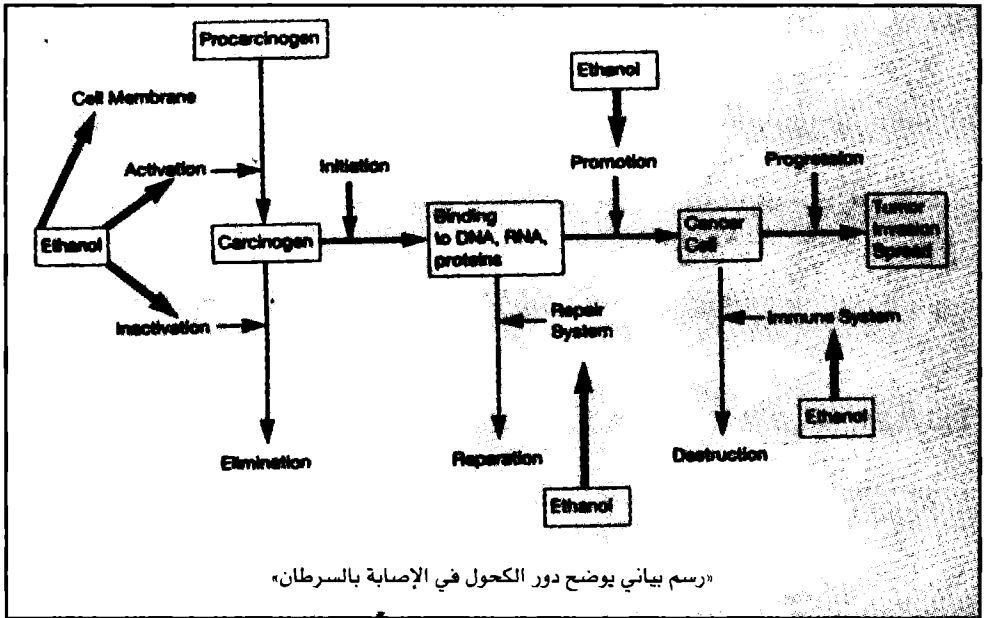 Procarcinogen
Ethanol
Cell Membrane
Activation
Initiation
Promotion
Progression
Ethanol
Carcinogen
Binding
to DNA, RNA,
proteins
Cancer
Cell
Tumor
Invasion
Spread
Inactivation
Repair
System
Immune System
Ethanol
Elimination
Reparation
Destruction
Ethanol
«رسم بياني يوضح دور الكحول في الإصابة بالسرطان»